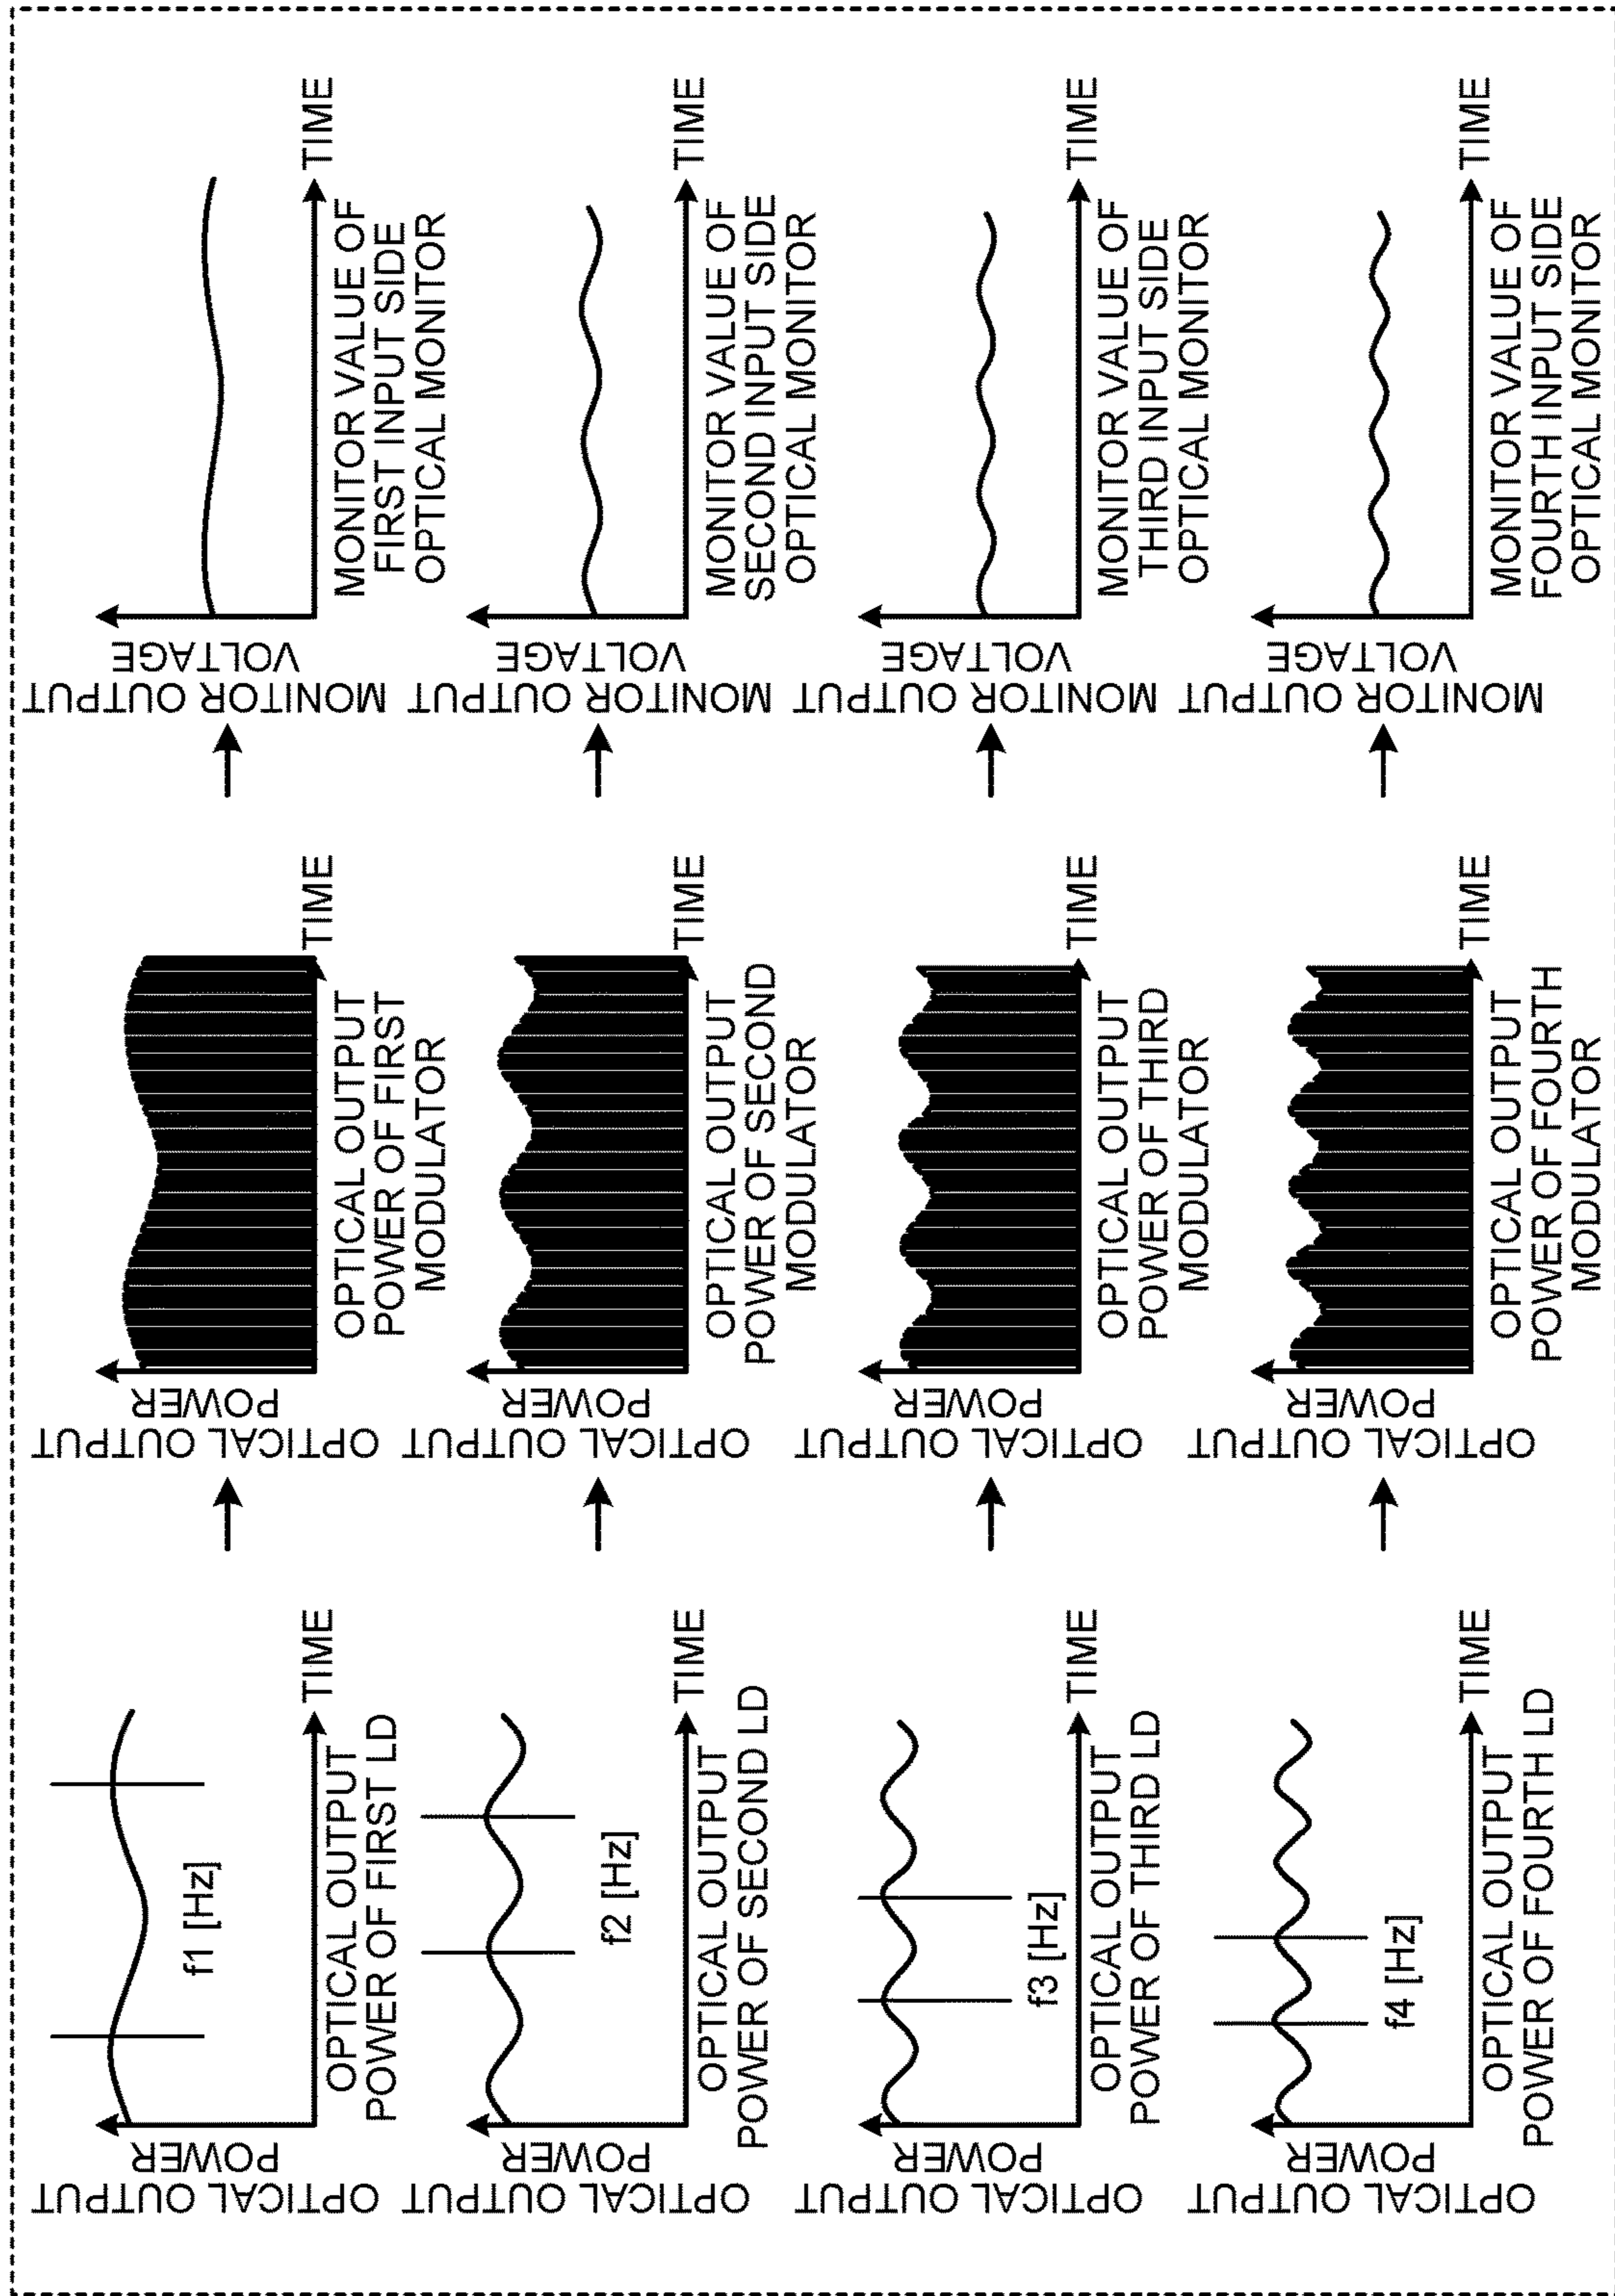 OPTICAL OUTPUT
POWER
f1 [Hz]
TIME
OPTICAL OUTPUT
POWER OF FIRST LD
OPTICAL OUTPUT
POWER
TIME
OPTICAL OUTPUT
POWER OF FIRST
MODULATOR
MONITOR OUTPUT
VOLTAGE
TIME
MONITOR VALUE OF
FIRST INPUT SIDE
OPTICAL MONITOR
OPTICAL OUTPUT
POWER
f2 [Hz]
TIME
OPTICAL OUTPUT
POWER OF SECOND LD
OPTICAL OUTPUT
POWER
TIME
OPTICAL OUTPUT
POWER OF SECOND
MODULATOR
MONITOR OUTPUT
VOLTAGE
TIME
MONITOR VALUE OF
SECOND INPUT SIDE
OPTICAL MONITOR
OPTICAL OUTPUT
POWER
f3 [Hz]
TIME
OPTICAL OUTPUT
POWER OF THIRD LD
OPTICAL OUTPUT
POWER
TIME
OPTICAL OUTPUT
POWER OF THIRD
MODULATOR
MONITOR OUTPUT
VOLTAGE
TIME
MONITOR VALUE OF
THIRD INPUT SIDE
OPTICAL MONITOR
OPTICAL OUTPUT
POWER
f4 [Hz]
TIME
OPTICAL OUTPUT
POWER OF FOURTH LD
OPTICAL OUTPUT
POWER
TIME
OPTICAL OUTPUT
POWER OF FOURTH
MODULATOR
MONITOR OUTPUT
VOLTAGE
TIME
MONITOR VALUE OF
FOURTH INPUT SIDE
OPTICAL MONITOR